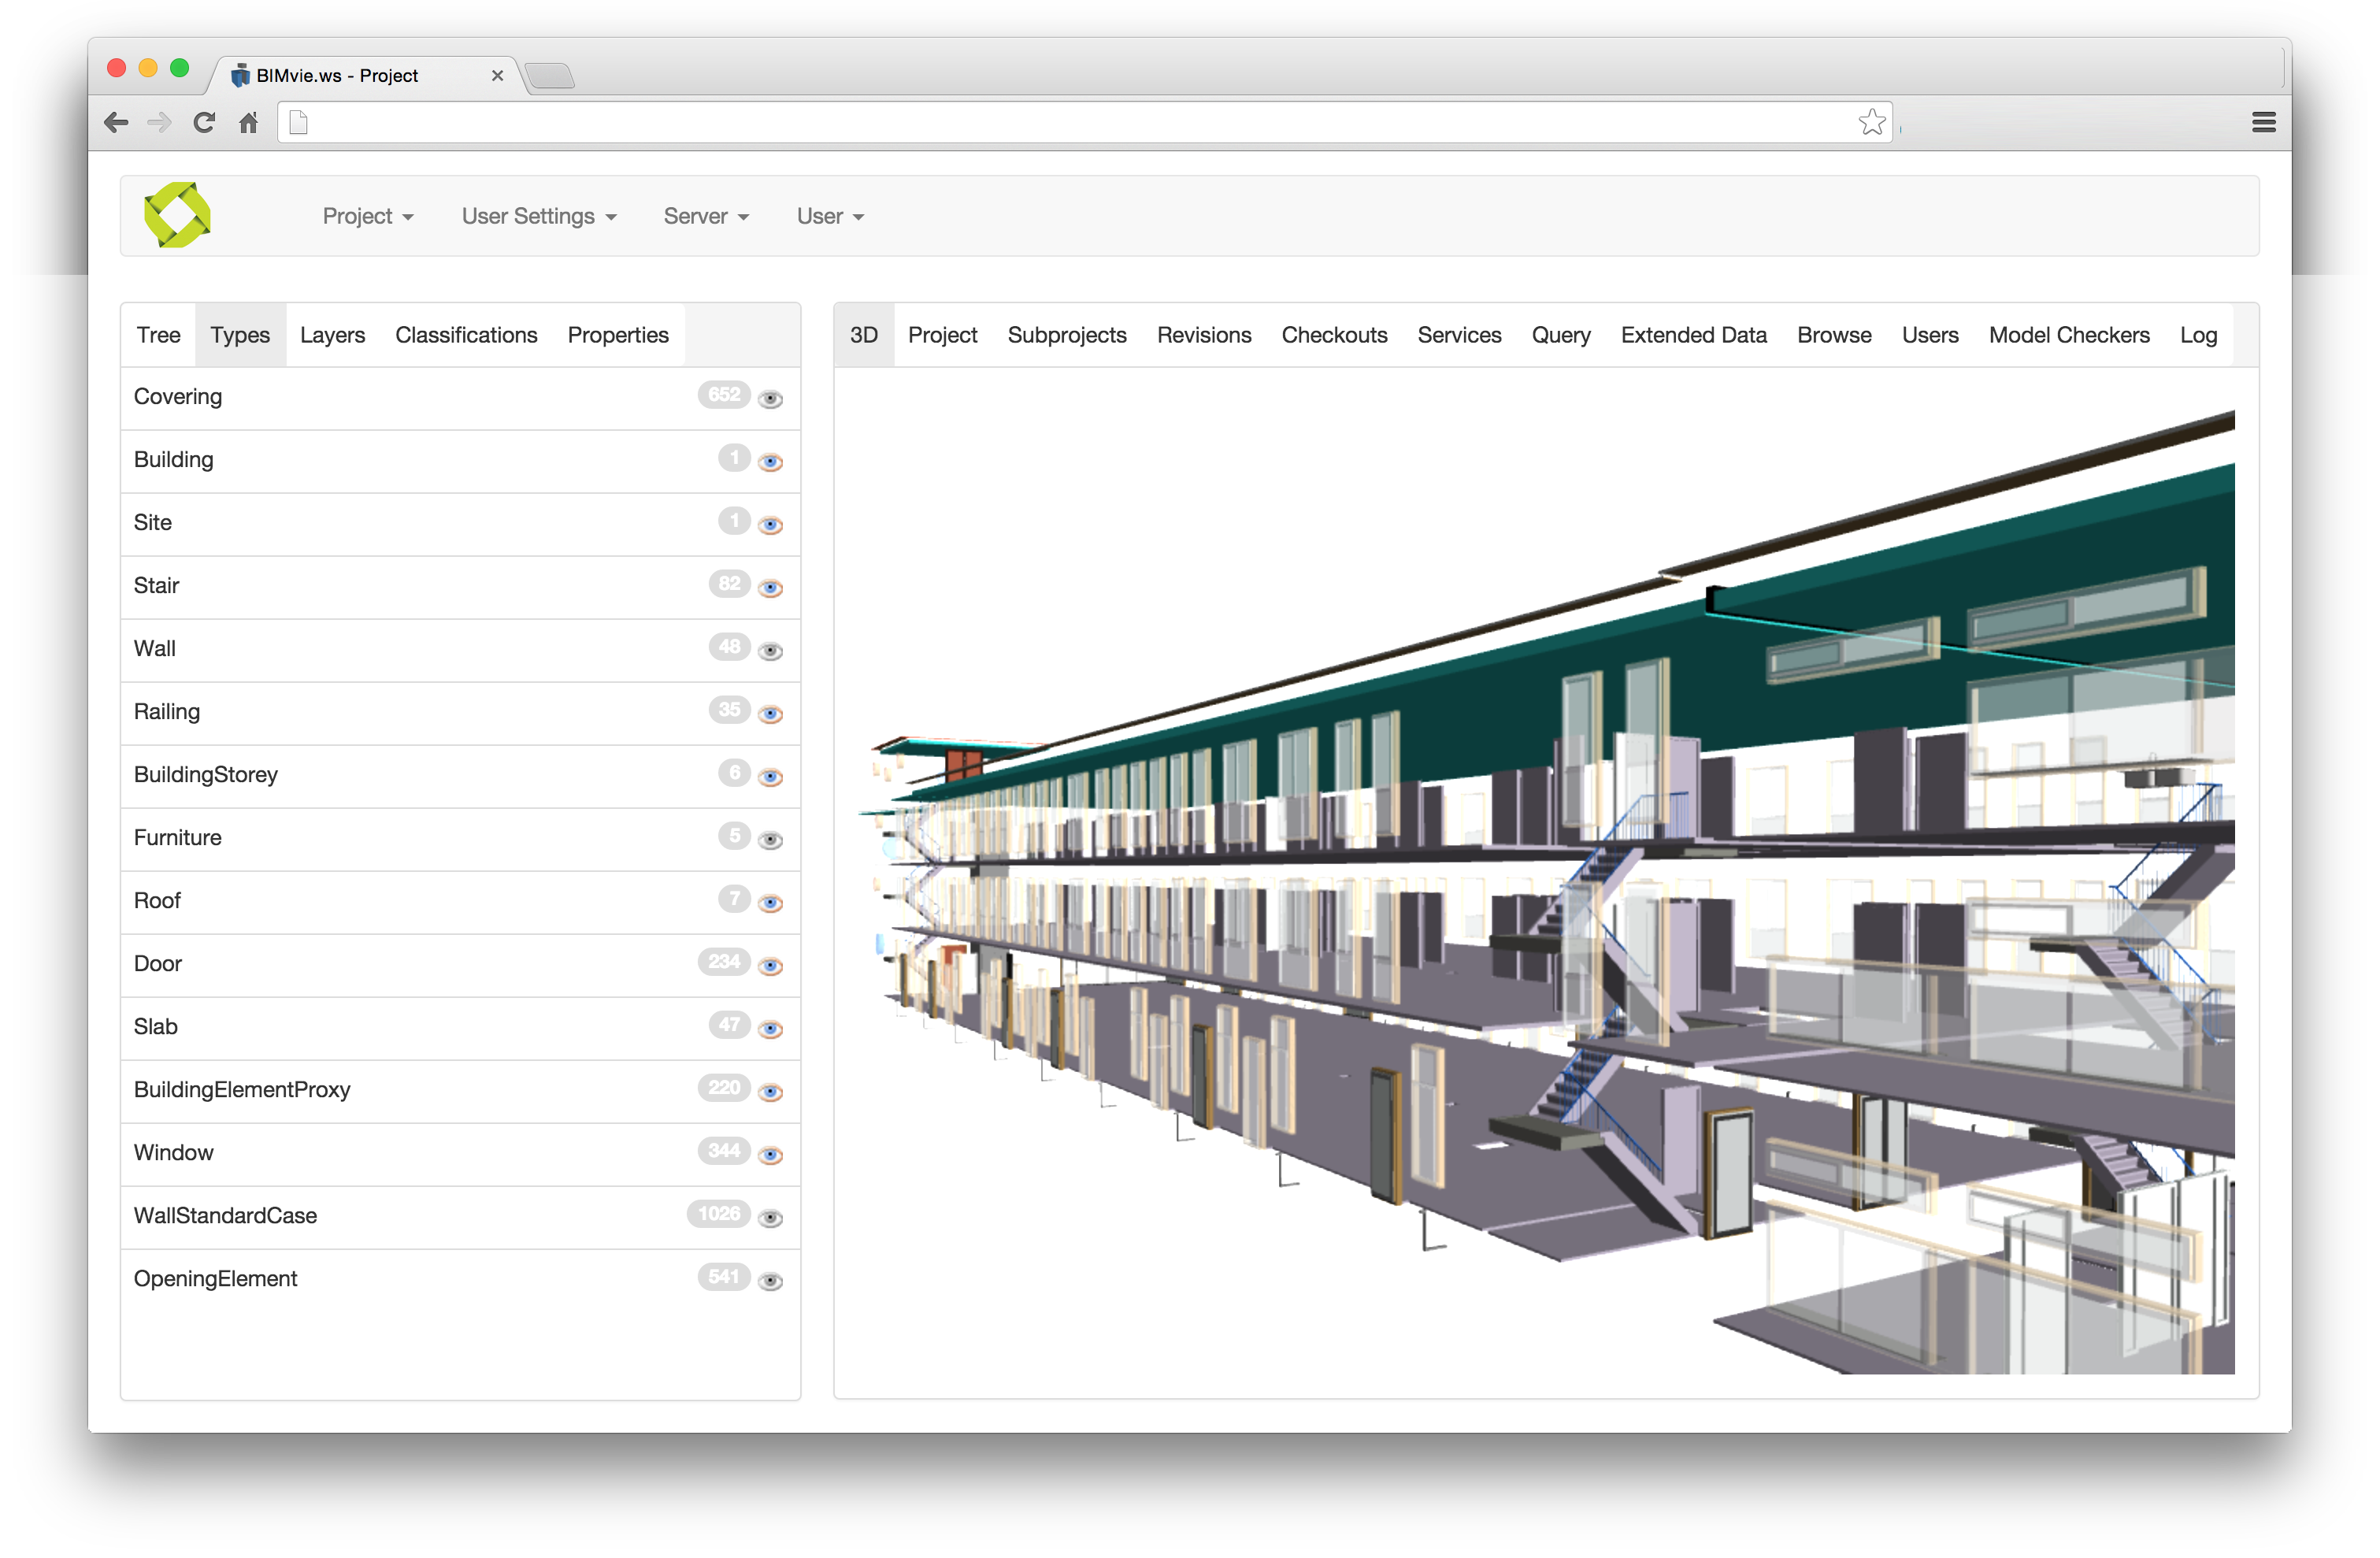 BIMvie.ws - Project
Project User Settings Server User
Tree Types Layers Classifications Properties
Covering 652
Building 1
Site 1
Stair 82
Wall 48
Railing 35
BuildingStorey 6
Furniture 5
Roof 7
Door 234
Slab 47
BuildingElementProxy 220
Window 344
WallStandardCase 1026
OpeningElement 541
3D Project Subprojects Revisions Checkouts Services Query Extended Data Browse Users Model Checkers Log